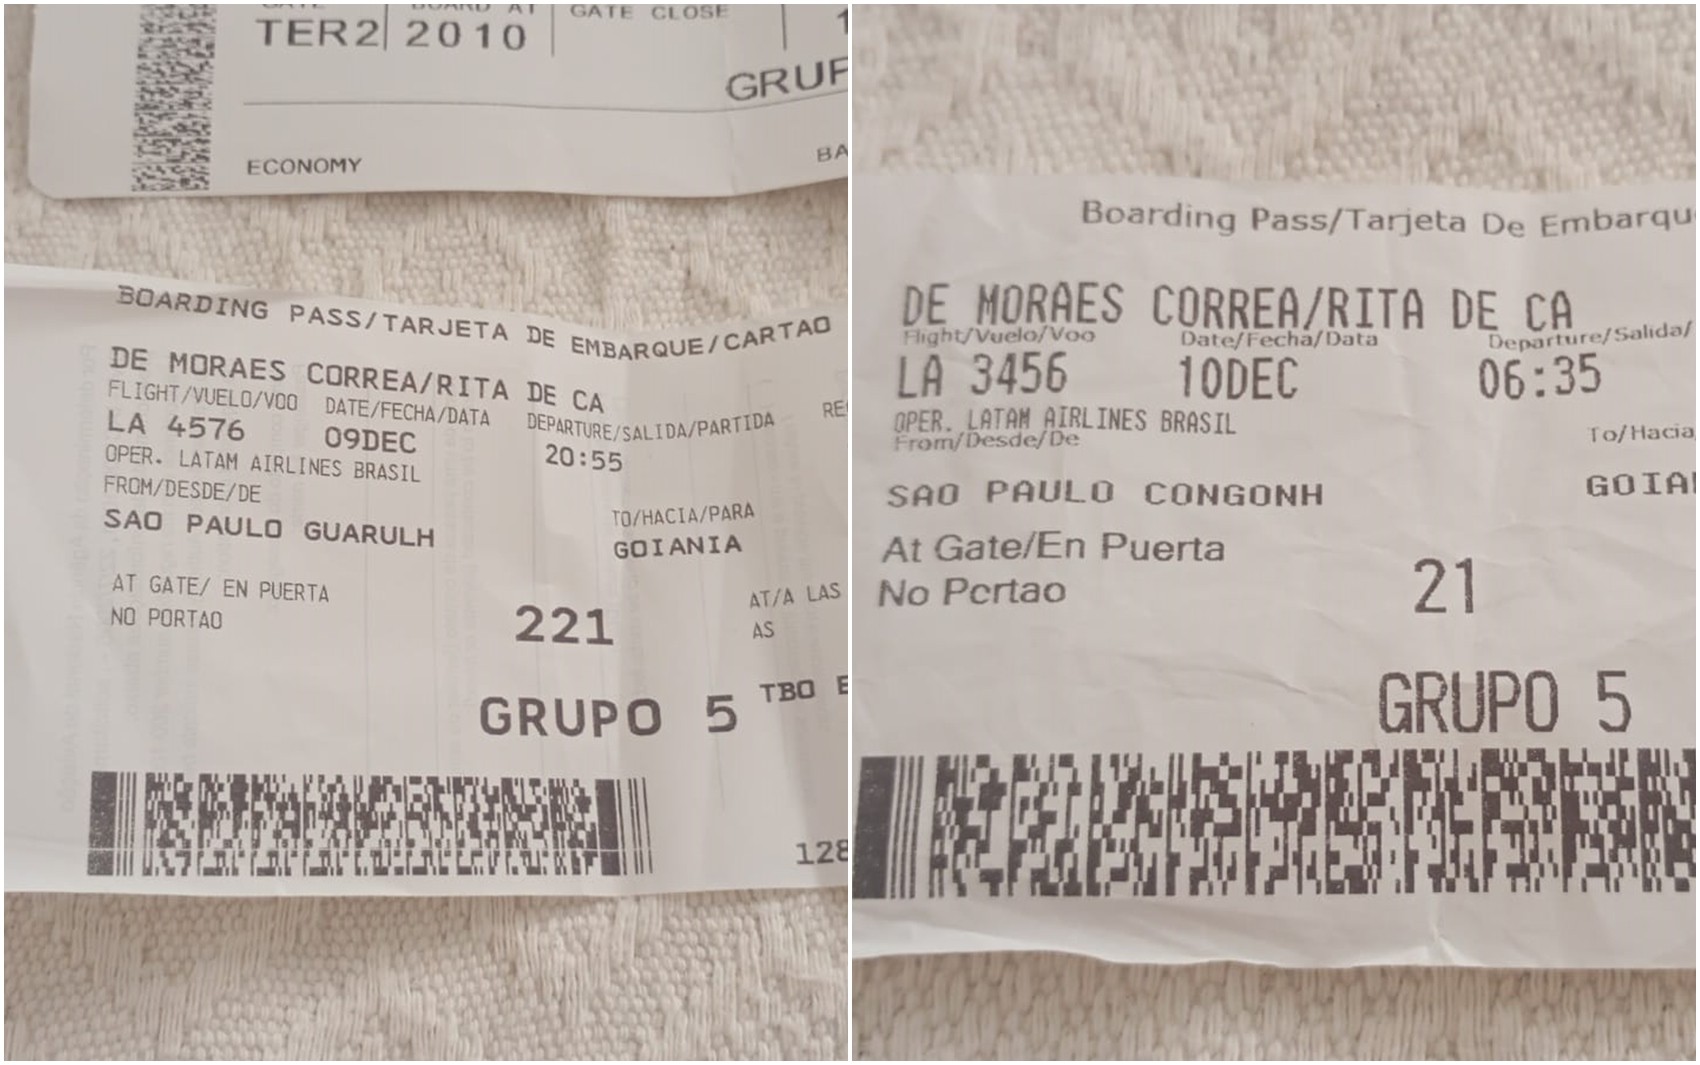 BOARD AT
GATE CLOSE
TER2
2010
ECONOMY
BOARDING PASS/TARJETA DE EMBARQUE/CARTAO
DE MORAES CORREA/RITA DE CA
FLIGHT/VUELO/VOO DATE/FECHA/DATA DEPARTURE/SALIDA/PARTIDA
LA 4576 09DEC 20:55
OPER. LATAM AIRLINES BRASIL
FROM/DESDE/DE TO/HACIA/PARA
SAO PAULO GUARULH GOIANIA
AT GATE/ EN PUERTA AT/A LAS
NO PORTAO 221 AS
GRUPO 5 TBO
128
Boarding Pass/Tarjeta De Embarqu
DE MORAES CORREA/RITA DE CA
Flight/Vuelo/Voo Date/Fecha/Data Departure/Salida/
LA 3456 10DEC 06:35
OPER. LATAM AIRLINES BRASIL
From/Desde/De To/Hacia
SAO PAULO CONGONH GOIA
At Gate/En Puerta
No Portao 21
GRUPO 5